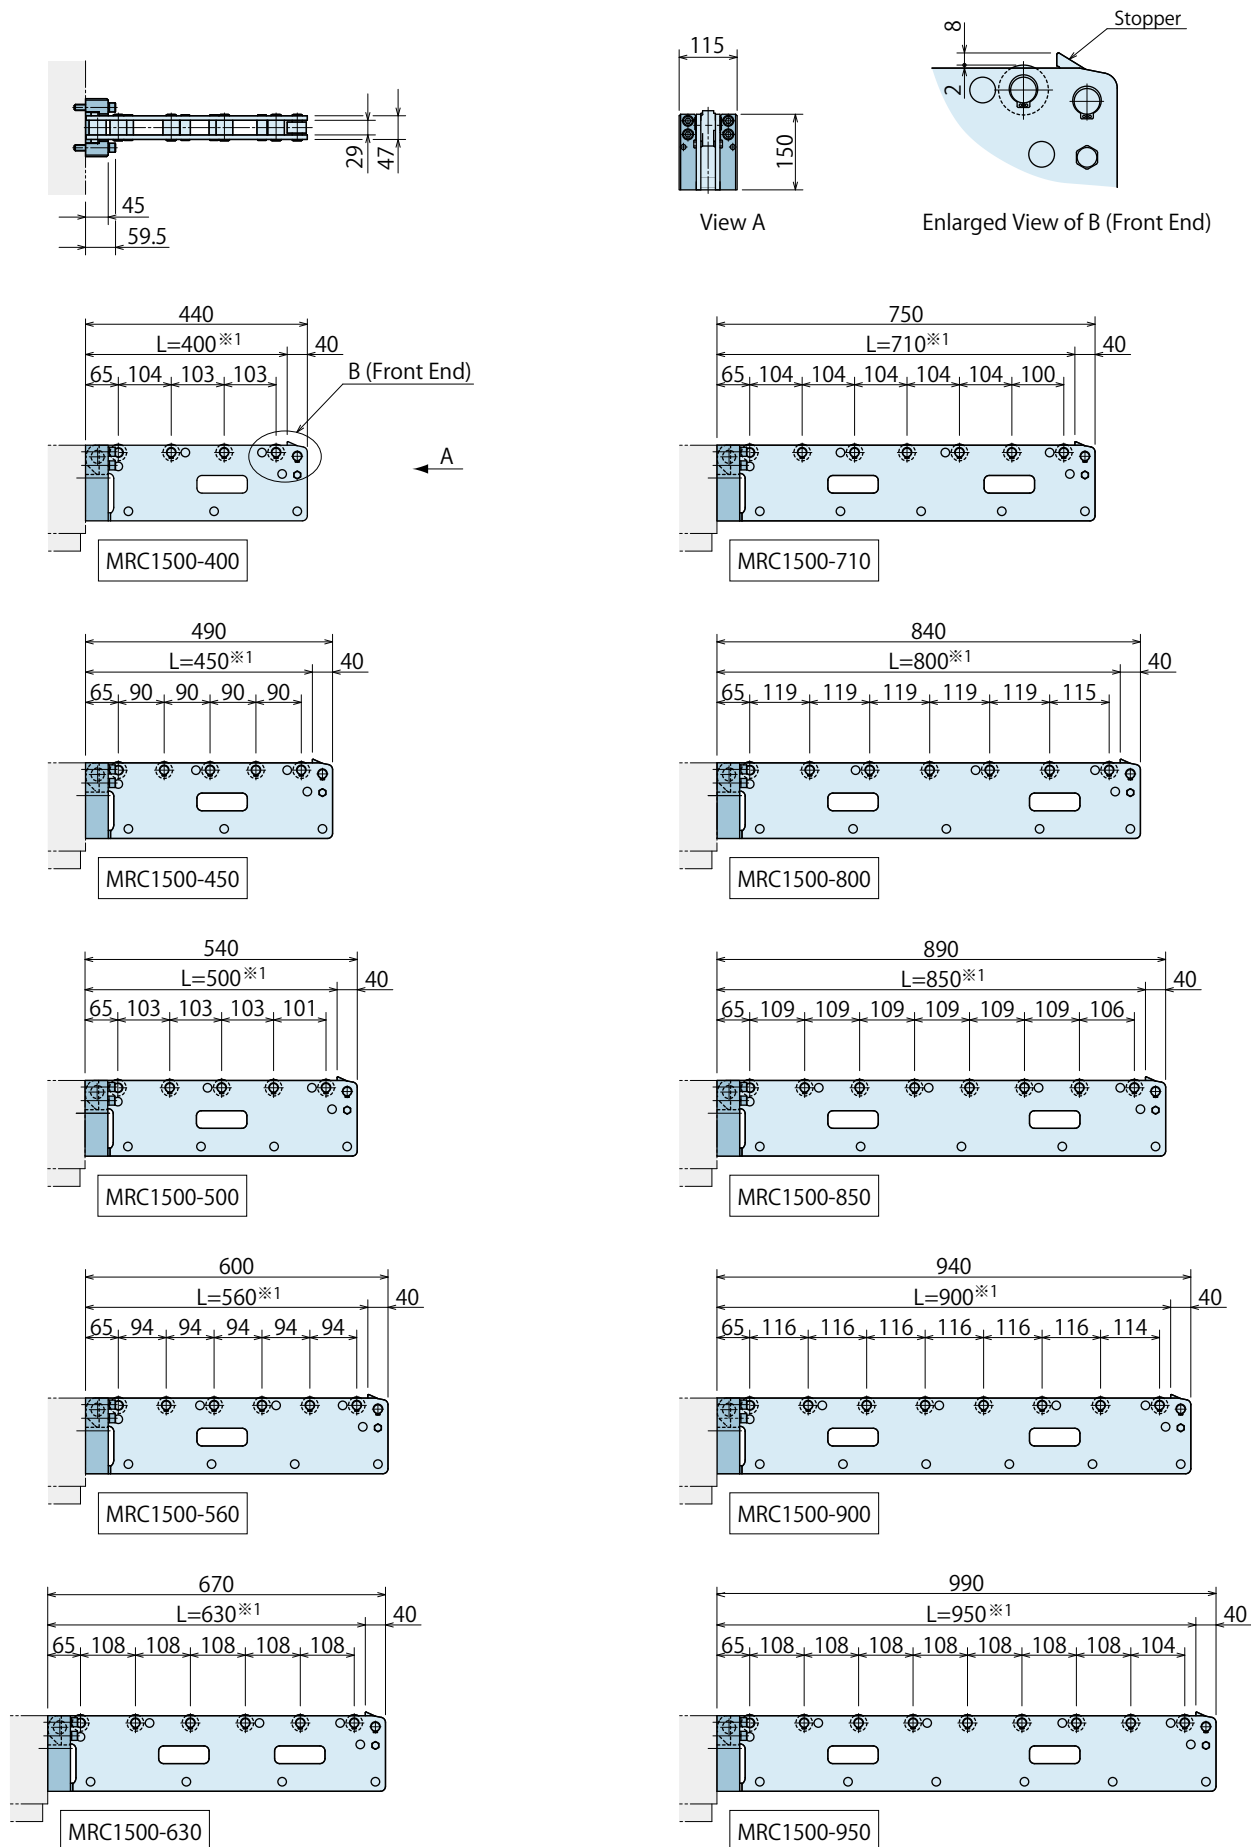 8
Stopper
2
115
150
29
47
45
59.5
View A
Enlarged View of B (Front End)
440
L=400※1
40
65 104 103 103
B (Front End)
A
MRC1500-400
750
L=710※1
40
65 104 104 104 104 104 100
MRC1500-710
490
L=450※1
40
65 90 90 90 90
MRC1500-450
840
L=800※1
40
65 119 119 119 119 119 115
MRC1500-800
540
L=500※1
40
65 103 103 103 101
MRC1500-500
890
L=850※1
40
65 109 109 109 109 109 109 106
MRC1500-850
600
L=560※1
40
65 94 94 94 94 94
MRC1500-560
940
L=900※1
40
65 116 116 116 116 116 116 114
MRC1500-900
670
L=630※1
40
65 108 108 108 108 108
MRC1500-630
990
L=950※1
40
65 108 108 108 108 108 108 108 104
MRC1500-950